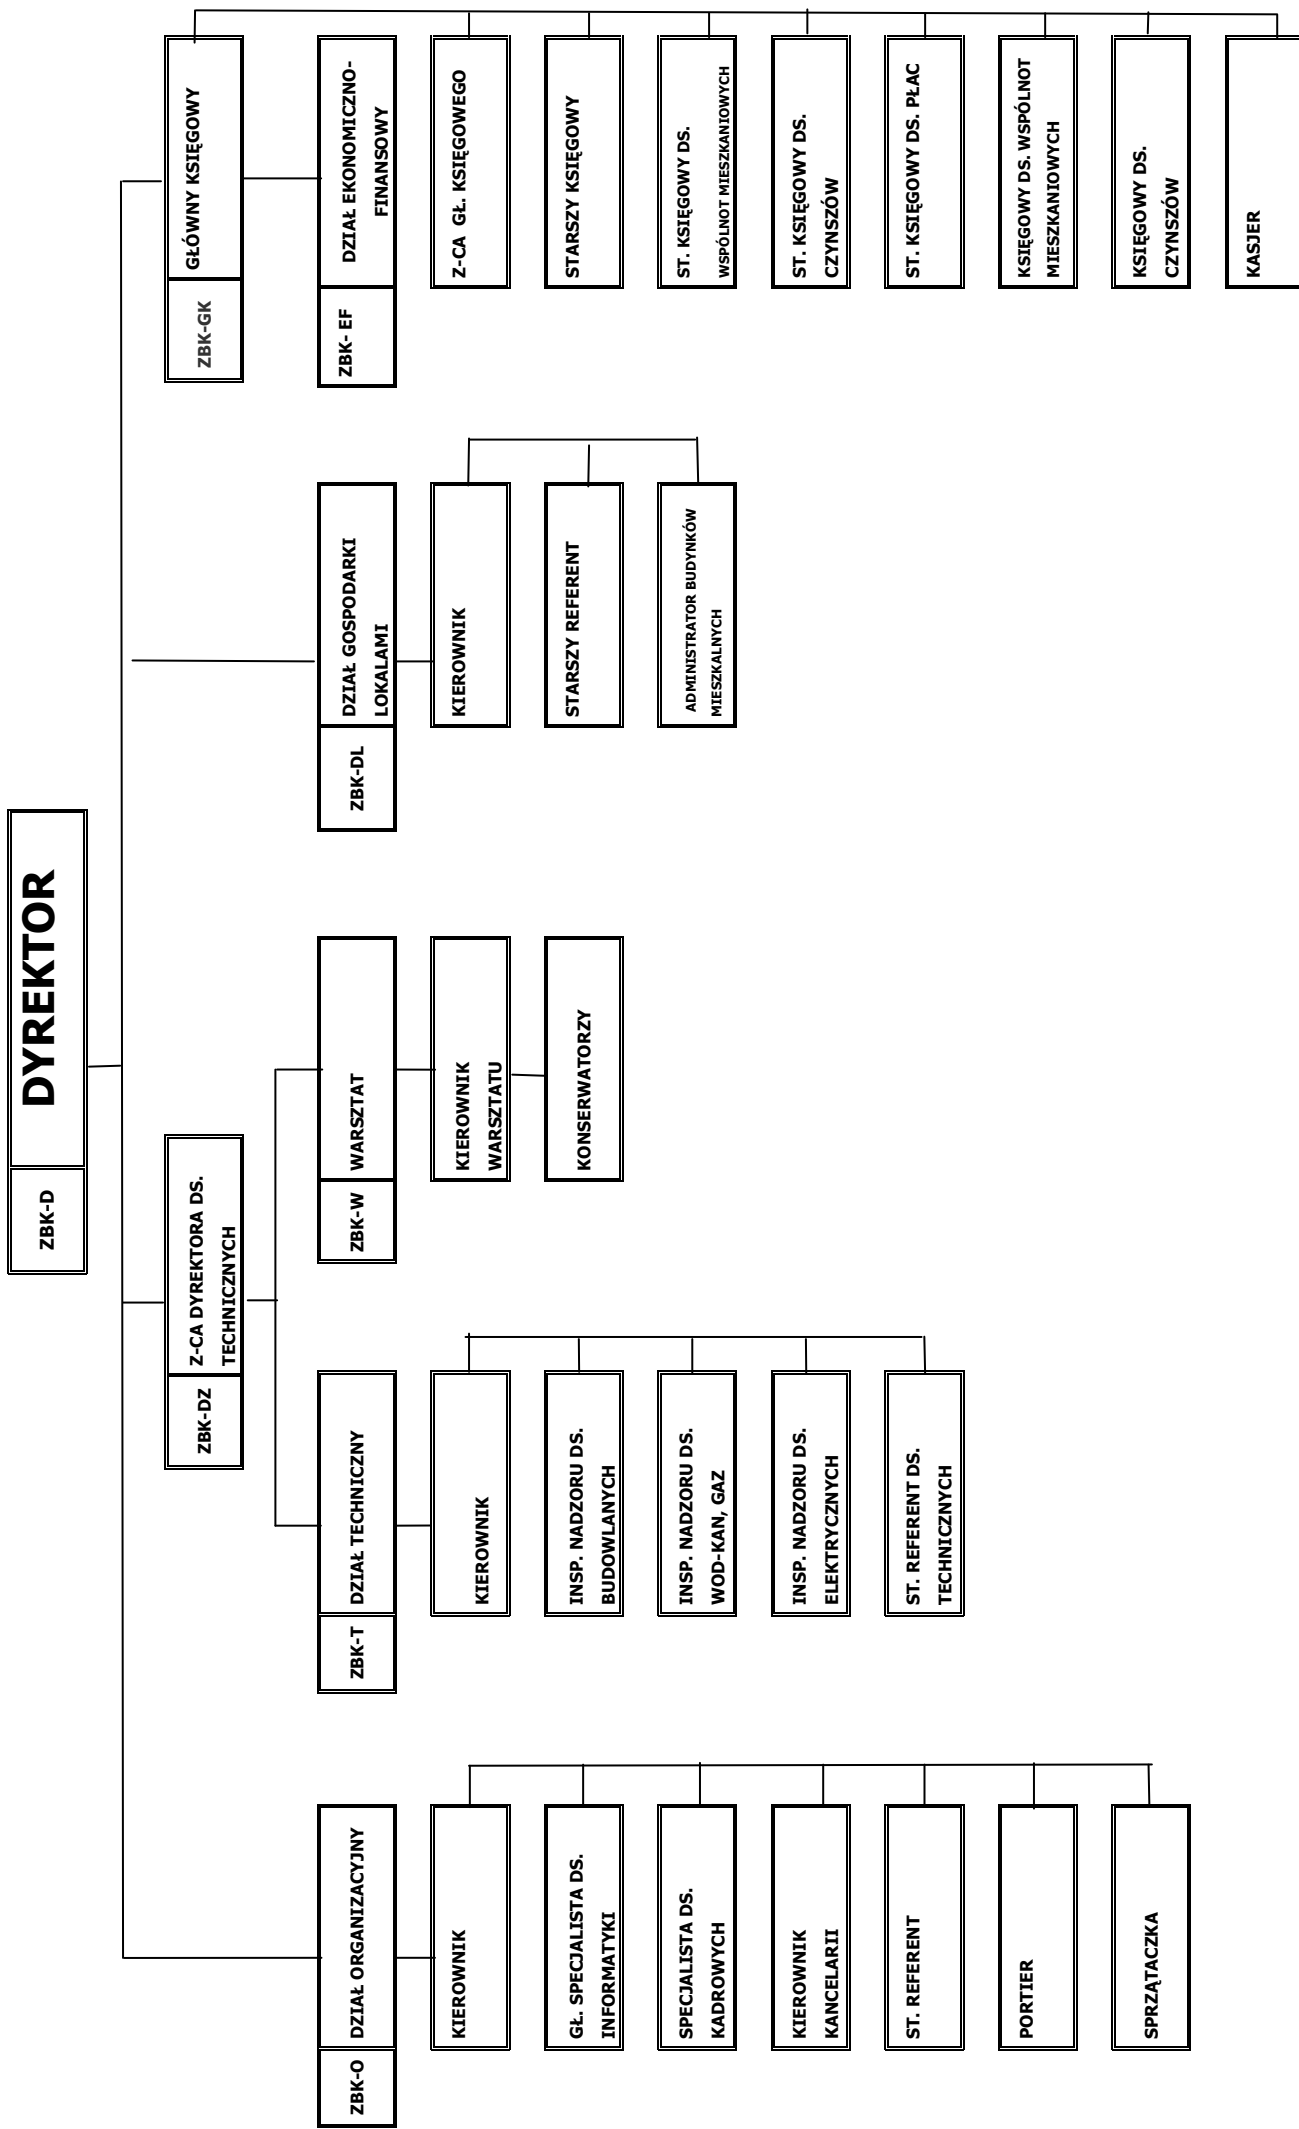 ZBK-D
DYREKTOR
ZBK-DZ
Z-CA DYREKTORA DS.
TECHNICZNYCH
ZBK-GK
GŁÓWNY KSIĘGOWY
ZBK-O
DZIAŁ ORGANIZACYJNY
KIEROWNIK
GŁ. SPECJALISTA DS.
INFORMATYKI
SPECJALISTA DS.
KADROWYCH
KIEROWNIK
KANCELARII
ST. REFERENT
PORTIER
SPRZĄTACZKA
ZBK-T
DZIAŁ TECHNICZNY
KIEROWNIK
INSP. NADZORU DS.
BUDOWLANYCH
INSP. NADZORU DS.
WOD-KAN, GAZ
INSP. NADZORU DS.
ELEKTRYCZNYCH
ST. REFERENT DS.
TECHNICZNYCH
ZBK-W
WARSZTAT
KIEROWNIK
WARSZTATU
KONSERWATORZY
ZBK-DL
DZIAŁ GOSPODARKI
LOKALAMI
KIEROWNIK
STARSZY REFERENT
ADMINISTRATOR BUDYNKÓW
MIESZKALNYCH
ZBK- EF
DZIAŁ EKONOMICZNO-
FINANSOWY
Z-CA GŁ. KSIĘGOWEGO
STARSZY KSIĘGOWY
ST. KSIĘGOWY DS.
WSPÓLNOT MIESZKANIOWYCH
ST. KSIĘGOWY DS.
CZYNSZÓW
ST. KSIĘGOWY DS. PŁAC
KSIĘGOWY DS. WSPÓLNOT
MIESZKANIOWYCH
KSIĘGOWY DS.
CZYNSZÓW
KASJER